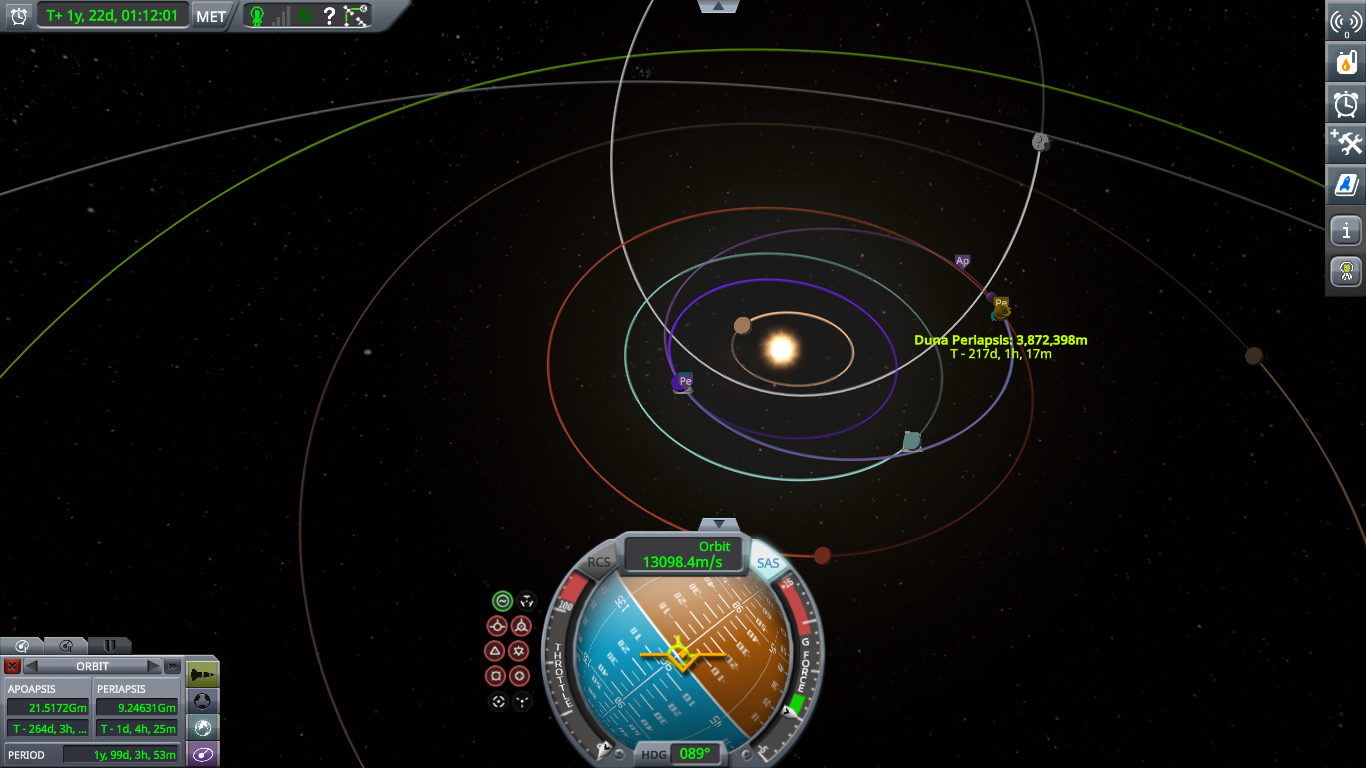 T+ 1y, 22d, 01:12:01 MET ?
0
Ap
Pe
Duna Periapsis: 3,872,398m
T - 217d, 1h, 17m
Pe
Orbit
13098.4m/s
RCS
SAS
100
THROTTLE
G FORCE
HDG 089°
ORBIT
APOAPSIS PERIAPSIS
21.5172Gm 9.24631Gm
T - 264d, 3h, ... T - 1d, 4h, 25m
PERIOD 1y, 99d, 3h, 53m